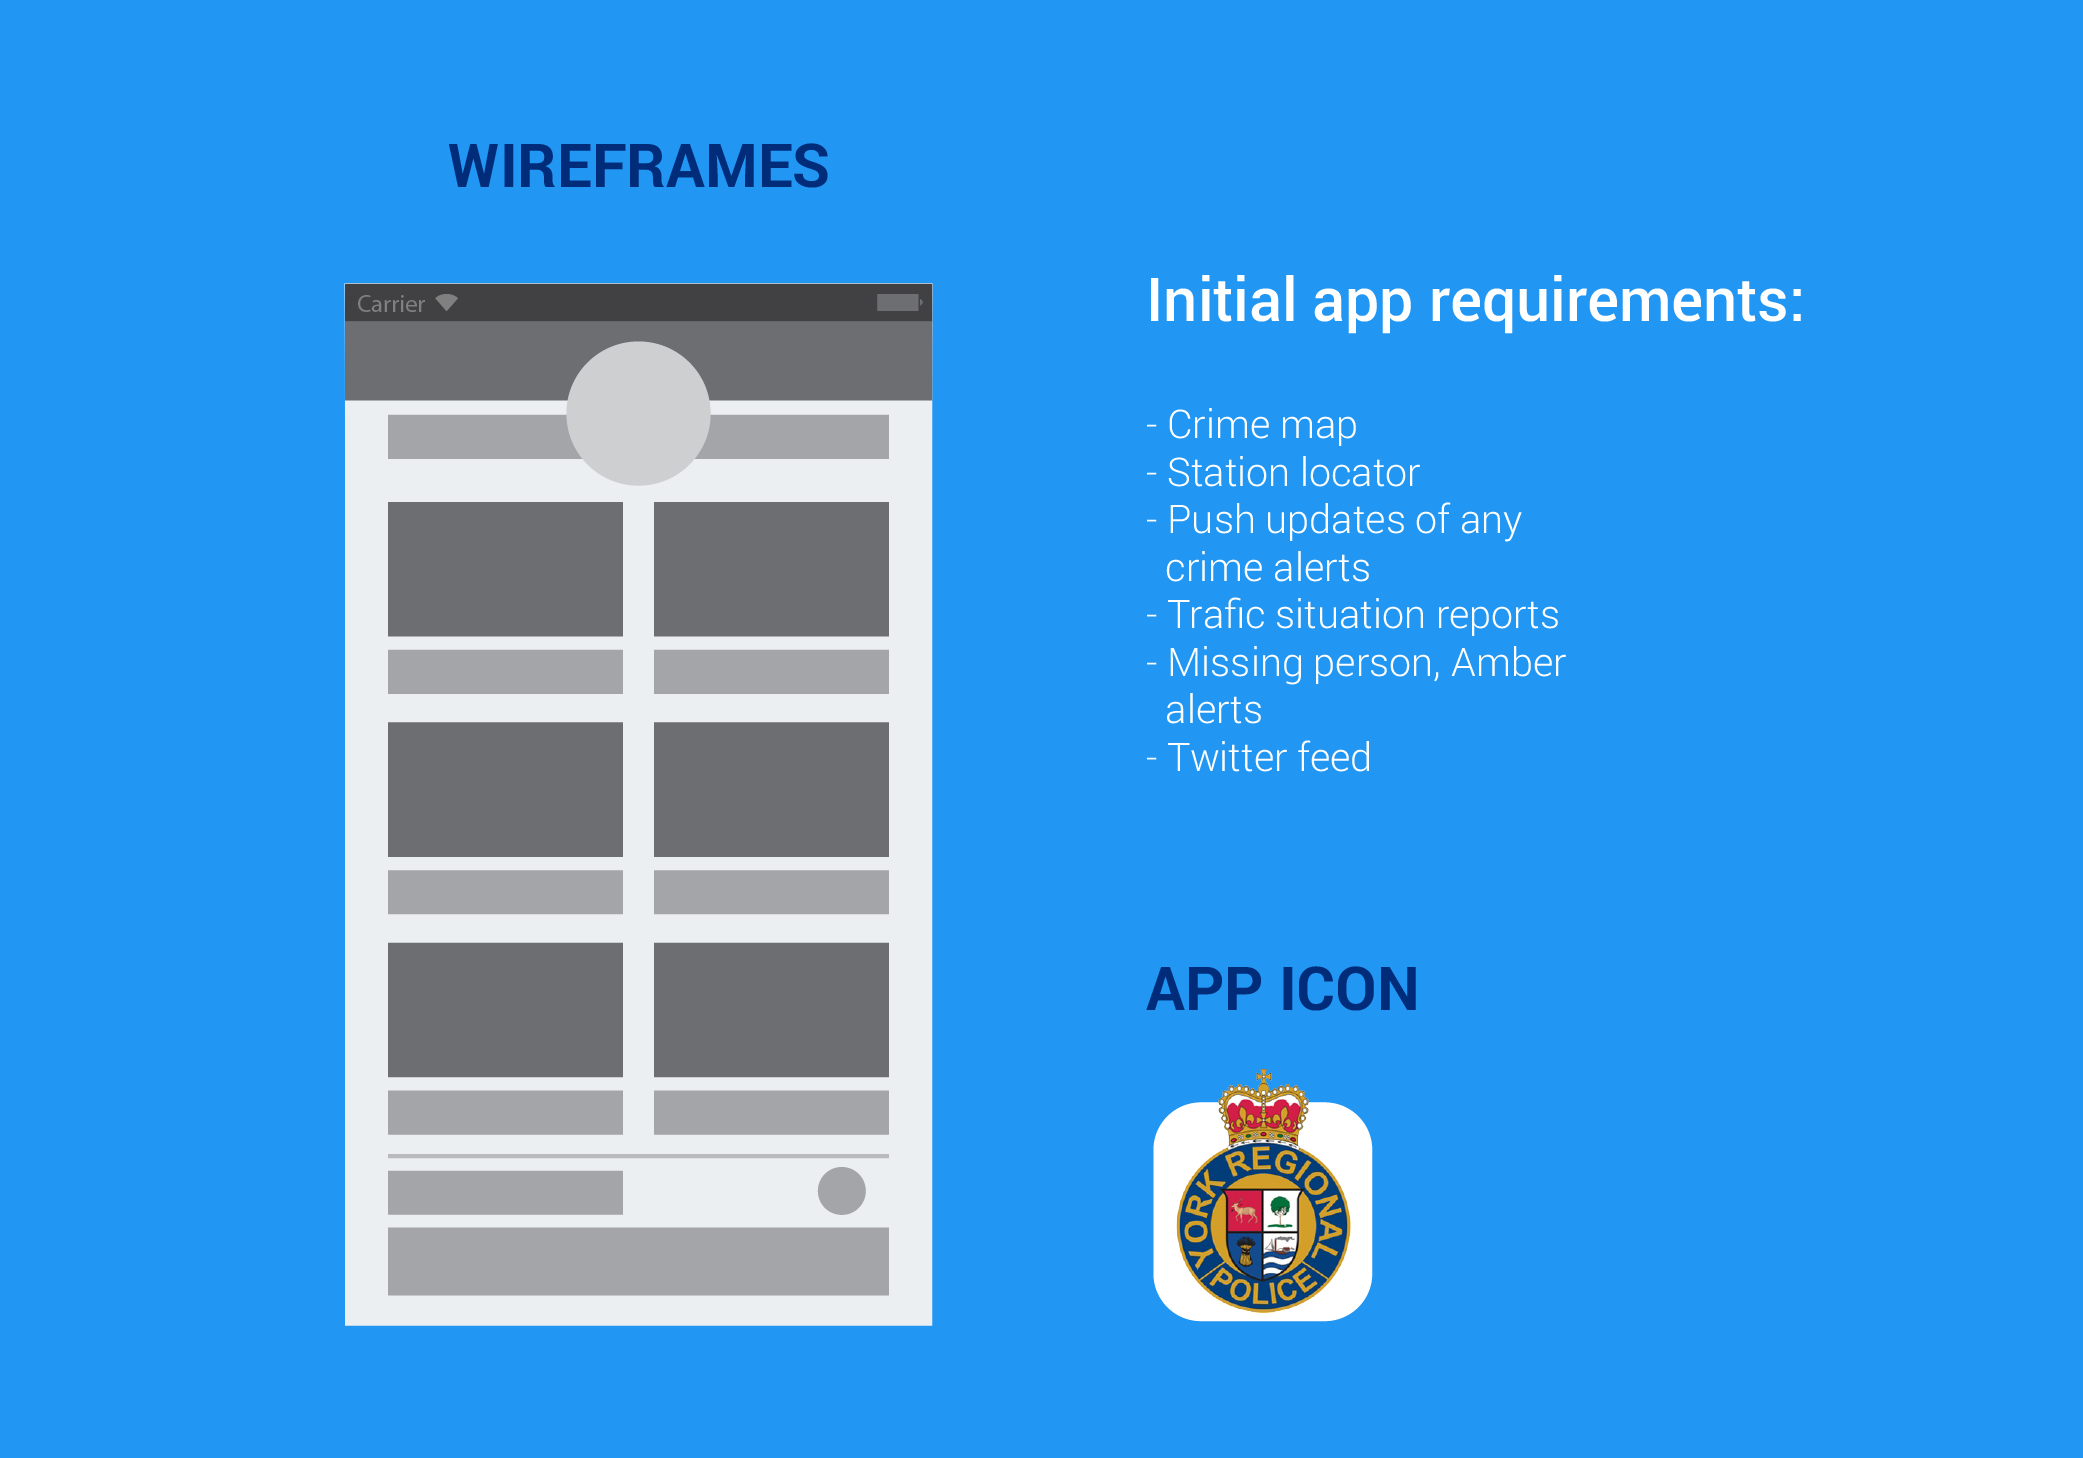 WIREFRAMES
Carrier
Initial app requirements:
- Crime map
- Station locator
- Push updates of any
crime alerts
- Trafic situation reports
- Missing person, Amber
alerts
- Twitter feed
APP ICON
YORK REGIONAL
POLICE